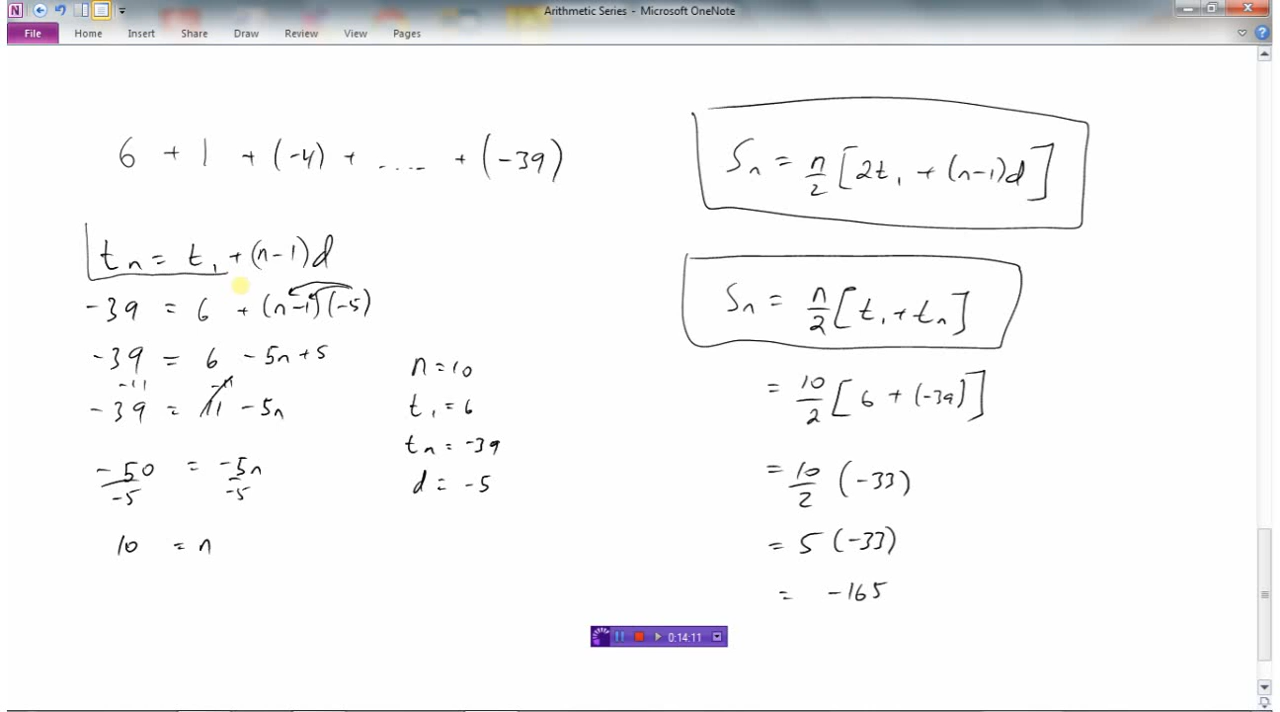 Arithmetic Series - Microsoft OneNote
File Home Insert Share Draw Review View Pages
6 + 1 + (-4) + .... + (-39)
tn = t1 + (n-1)d
-39 = 6 + (n-1)(-5)
-39 = 6 - 5n + 5
-11 -11
-39 = 11 - 5n
-50 = -5n
-5 -5
10 = n
n = 10
t1 = 6
tn = -39
d = -5
Sn = n/2 [2t1 + (n-1)d]
Sn = n/2 [t1 + tn]
= 10/2 [6 + (-39)]
= 10/2 (-33)
= 5 (-33)
= -165
0:14:11